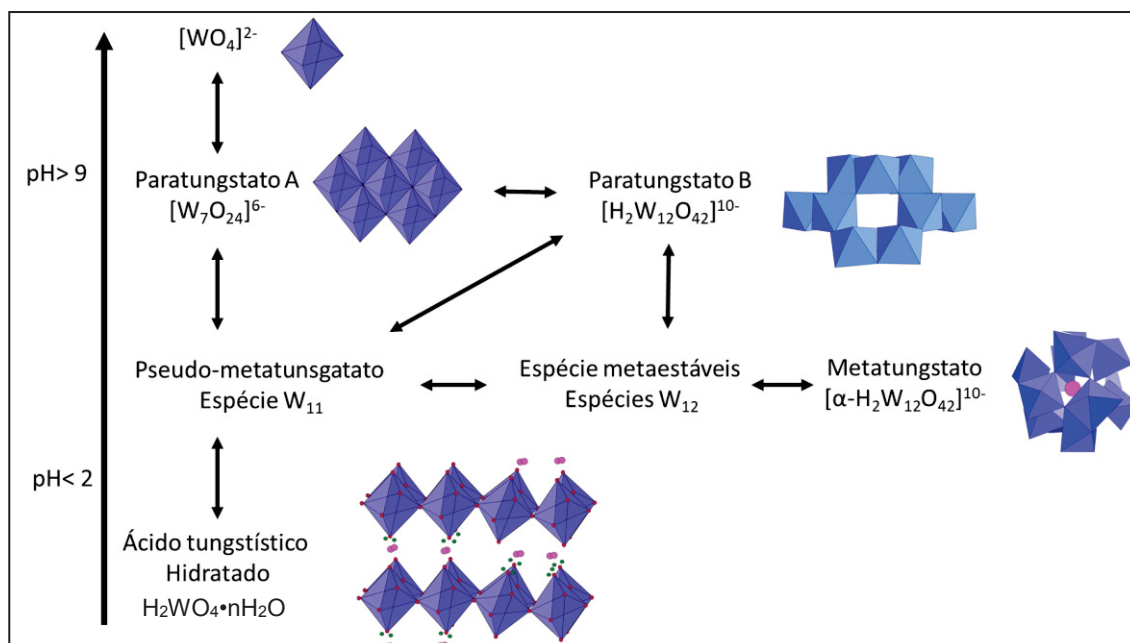 [WO₄]²⁻
pH> 9
Paratungstato A
[W₇O₂₄]⁶⁻
Paratungstato B
[H₂W₁₂O₄₂]¹⁰⁻
Pseudo-metatunsgatato
Espécie W₁₁
Espécie metaestáveis
Espécies W₁₂
Metatungstato
[α-H₂W₁₂O₄₂]¹⁰⁻
pH< 2
Ácido tungstístico
Hidratado
H₂WO₄•nH₂O